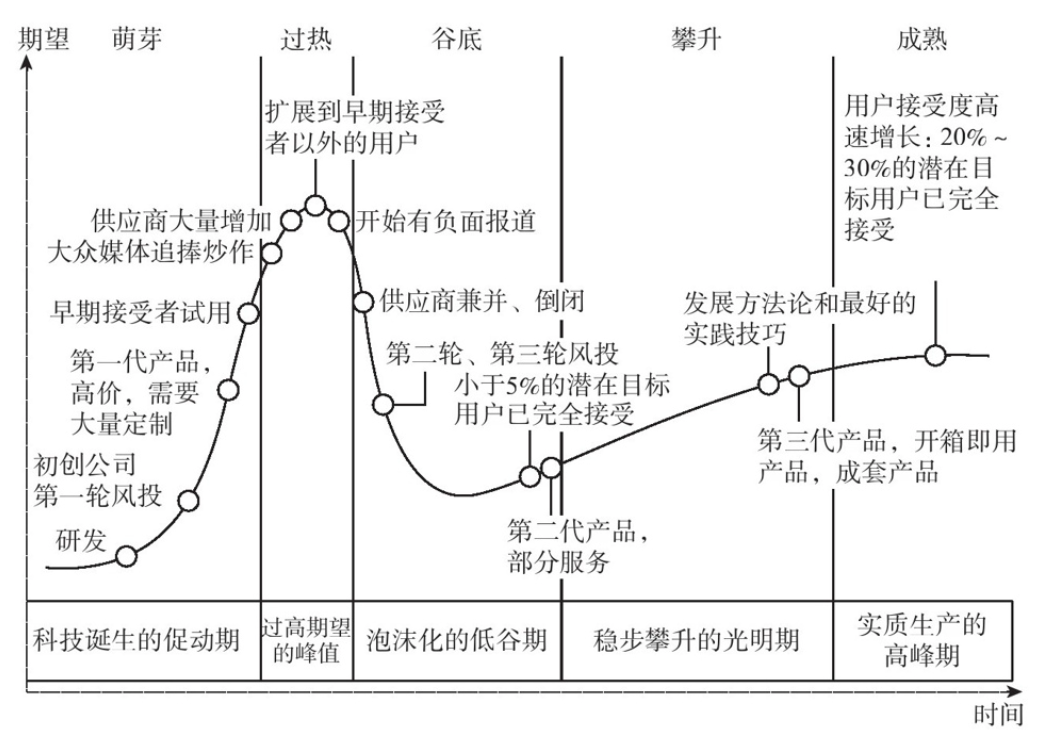 期望
萌芽
过热
谷底
攀升
成熟
扩展到早期接受
者以外的用户
用户接受度高
速增长：20%～
30%的潜在目
标用户已完全
接受
供应商大量增加
开始有负面报道
大众媒体追捧炒作
早期接受者试用
供应商兼并、倒闭
发展方法论和最好的
实践技巧
第一代产品，
高价，需要
大量定制
第二轮、第三轮风投
小于5%的潜在目标
用户已完全接受
第三代产品，开箱即用
产品，成套产品
初创公司
第一轮风投
研发
第二代产品，
部分服务
科技诞生的促动期
过高期望
的峰值
泡沫化的低谷期
稳步攀升的光明期
实质生产的
高峰期
时间